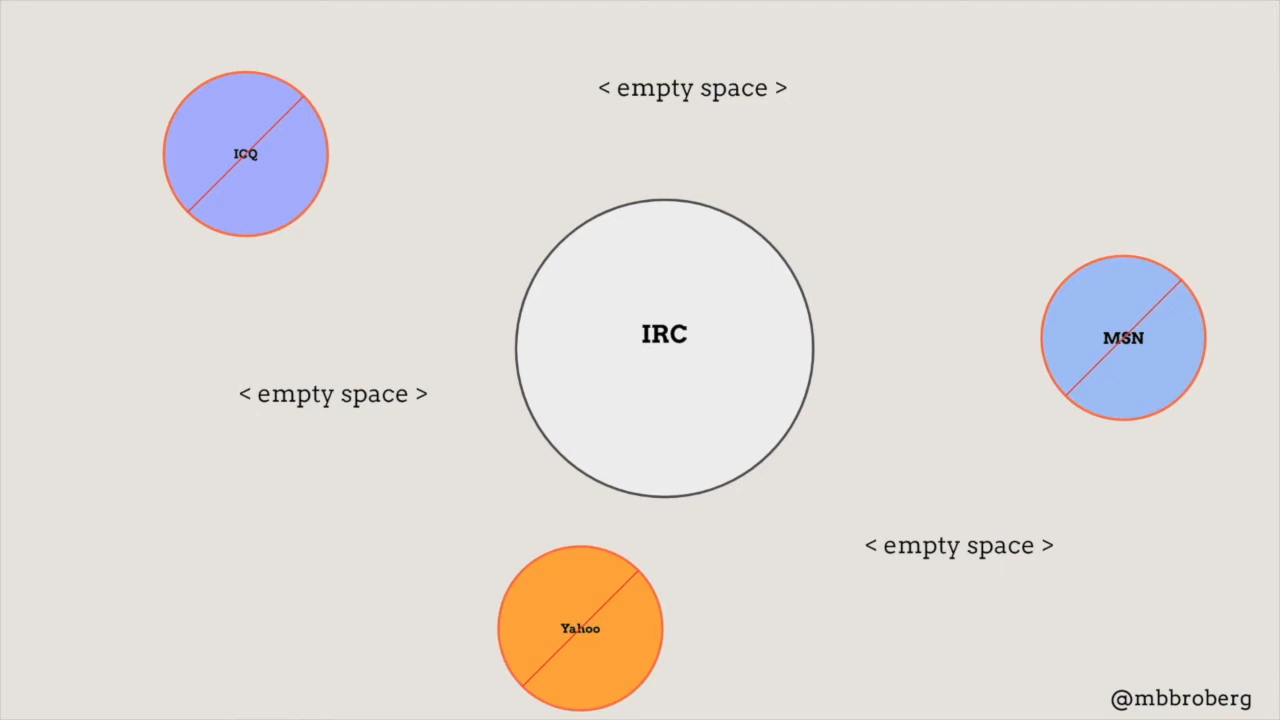 < empty space >
ICQ
IRC
MSN
< empty space >
< empty space >
Yahoo
@mbbroberg